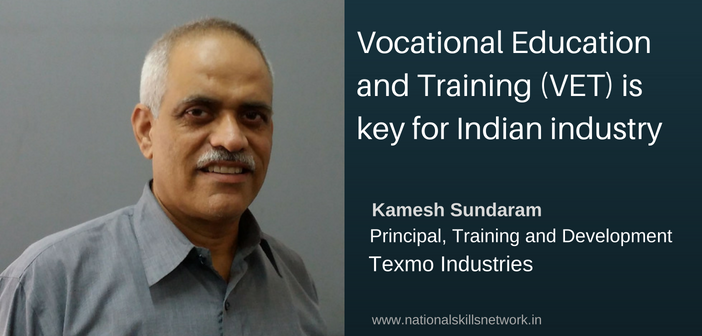 Vocational Education
and Training (VET) is
key for Indian industry
Kamesh Sundaram
Principal, Training and Development
Texmo Industries
www.nationalskillsnetwork.in